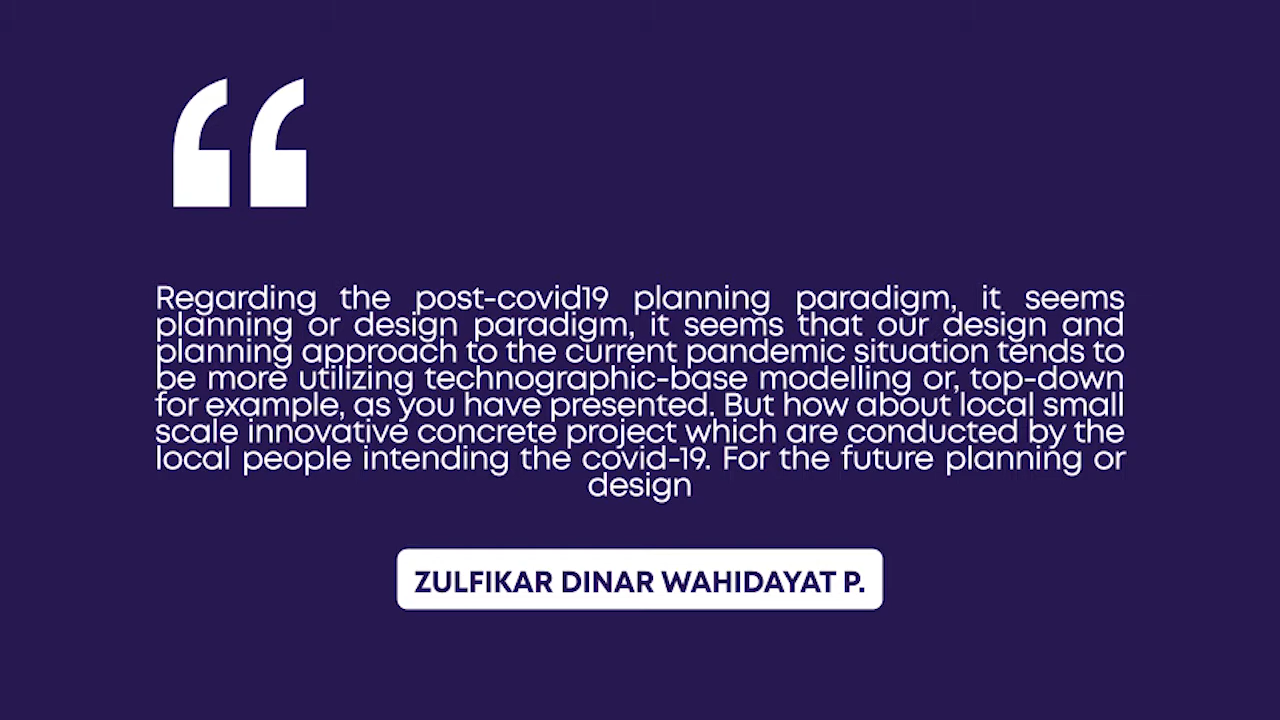 “
Regarding the post-covid19 planning paradigm, it seems
planning or design paradigm, it seems that our design and
planning approach to the current pandemic situation tends to
be more utilizing technographic-base modelling or, top-down
for example, as you have presented. But how about local small
scale innovative concrete project which are conducted by the
local people intending the covid-19. For the future planning or
design
ZULFIKAR DINAR WAHIDAYAT P.